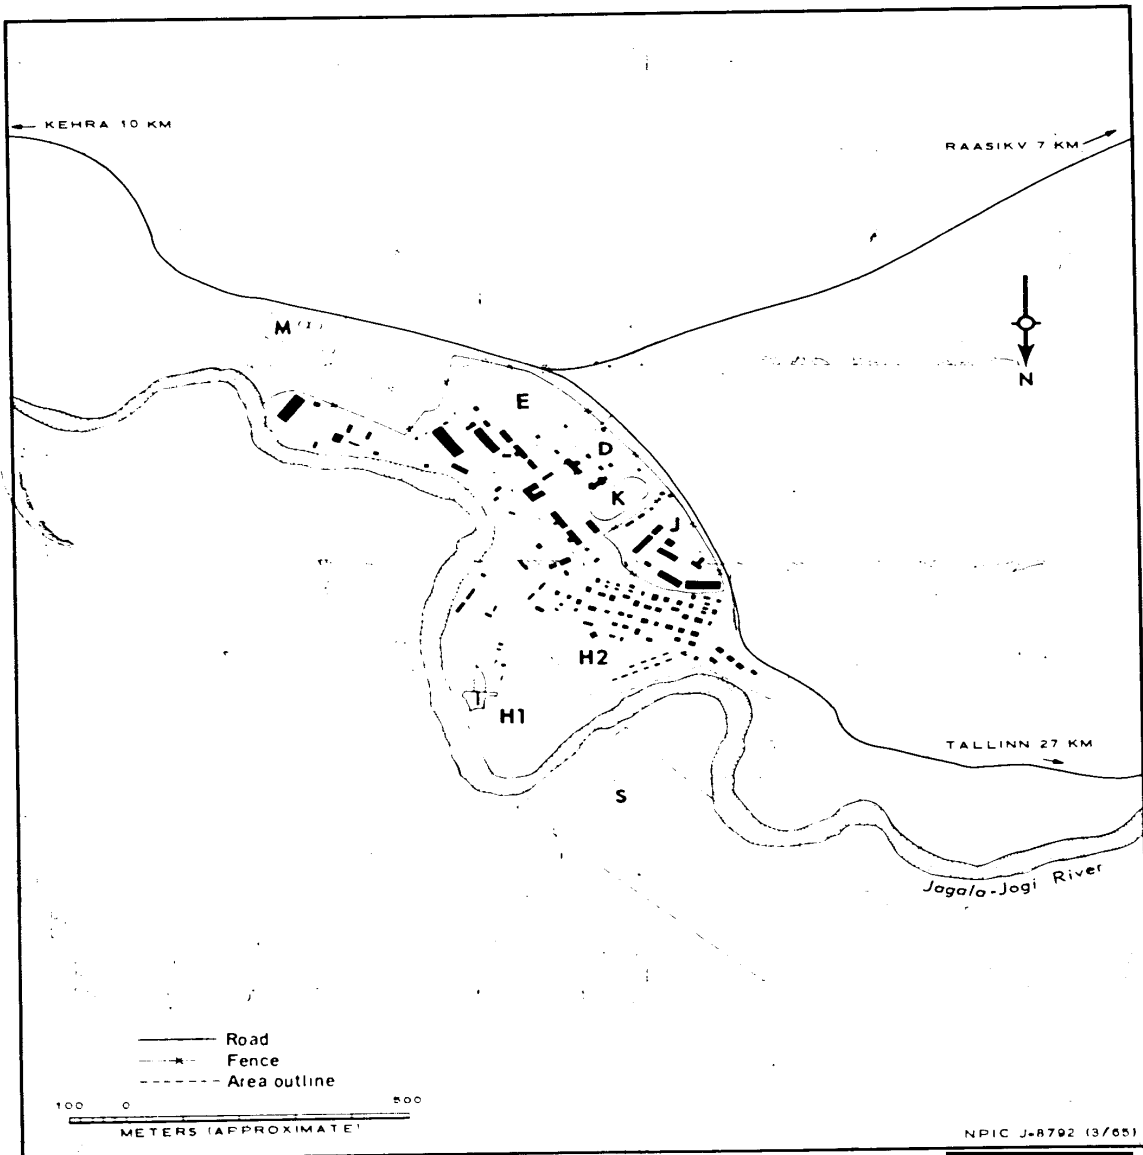 KEHRA 10 KM
RAASIKV 7 KM
N
M
E
D
K
J
H2
H1
S
TALLINN 27 KM
Jagala-Jogi River
Road
Fence
Area outline
100 0 500
METERS (APPROXIMATE)
NPIC J-8792 (3/65)